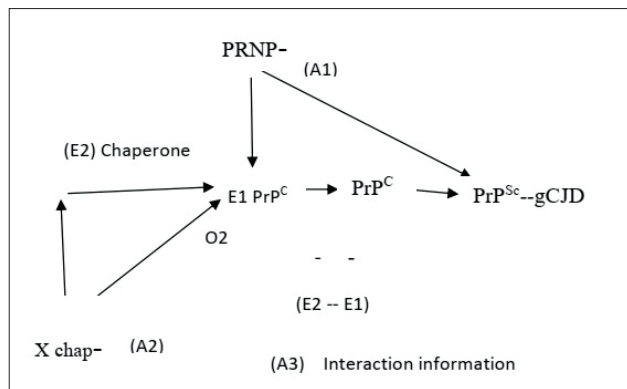 PRNP-
(A1)
(E2) Chaperone
E1 PrP^C
PrP^C
PrP^Sc--gCJD
O2
- -
(E2 -- E1)
X chap- (A2)
(A3) Interaction information